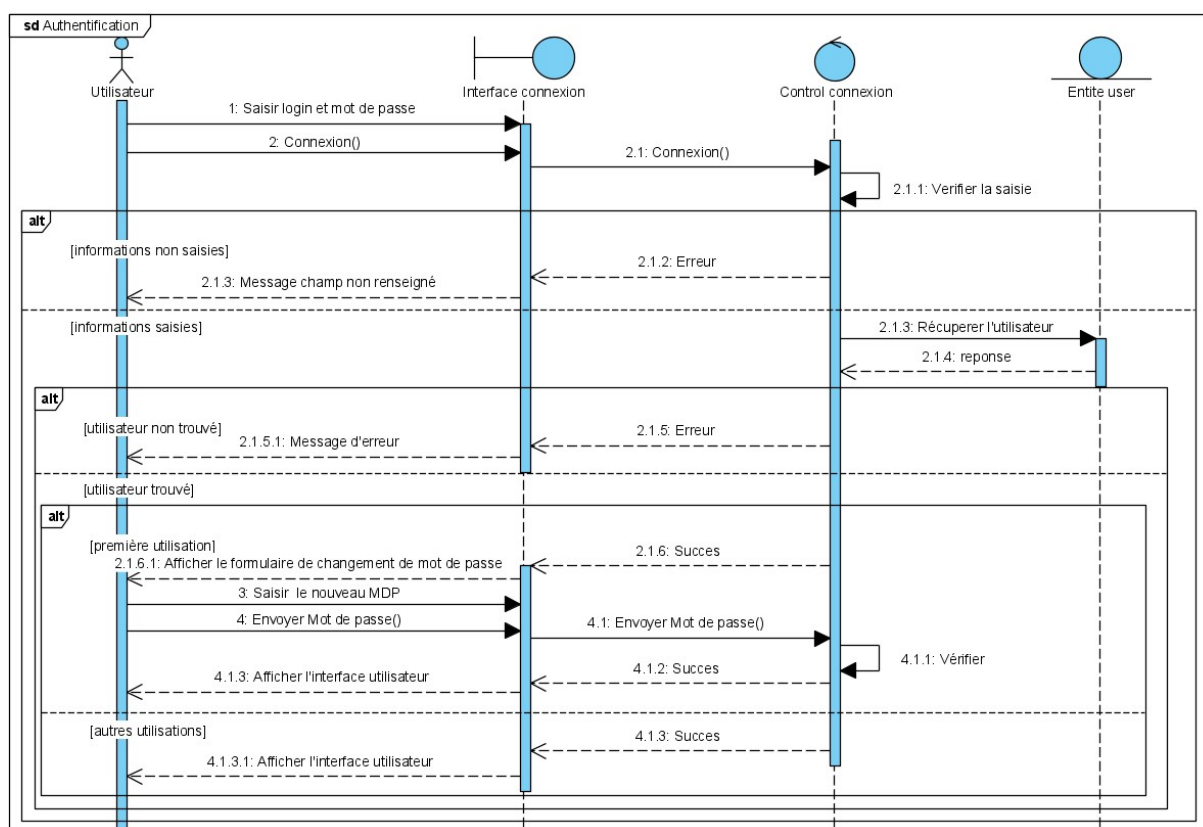 sd Authentification
Utilisateur
Interface connexion
Control connexion
Entite user
1: Saisir login et mot de passe
2: Connexion()
2.1: Connexion()
2.1.1: Verifier la saisie
alt
[informations non saisies]
2.1.2: Erreur
2.1.3: Message champ non renseigné
[informations saisies]
2.1.3: Récuperer l'utilisateur
2.1.4: reponse
alt
[utilisateur non trouvé]
2.1.5: Erreur
2.1.5.1: Message d'erreur
[utilisateur trouvé]
alt
[première utilisation]
2.1.6: Succes
2.1.6.1: Afficher le formulaire de changement de mot de passe
3: Saisir le nouveau MDP
4: Envoyer Mot de passe()
4.1: Envoyer Mot de passe()
4.1.1: Vérifier
4.1.2: Succes
4.1.3: Afficher l'interface utilisateur
[autres utilisations]
4.1.3: Succes
4.1.3.1: Afficher l'interface utilisateur